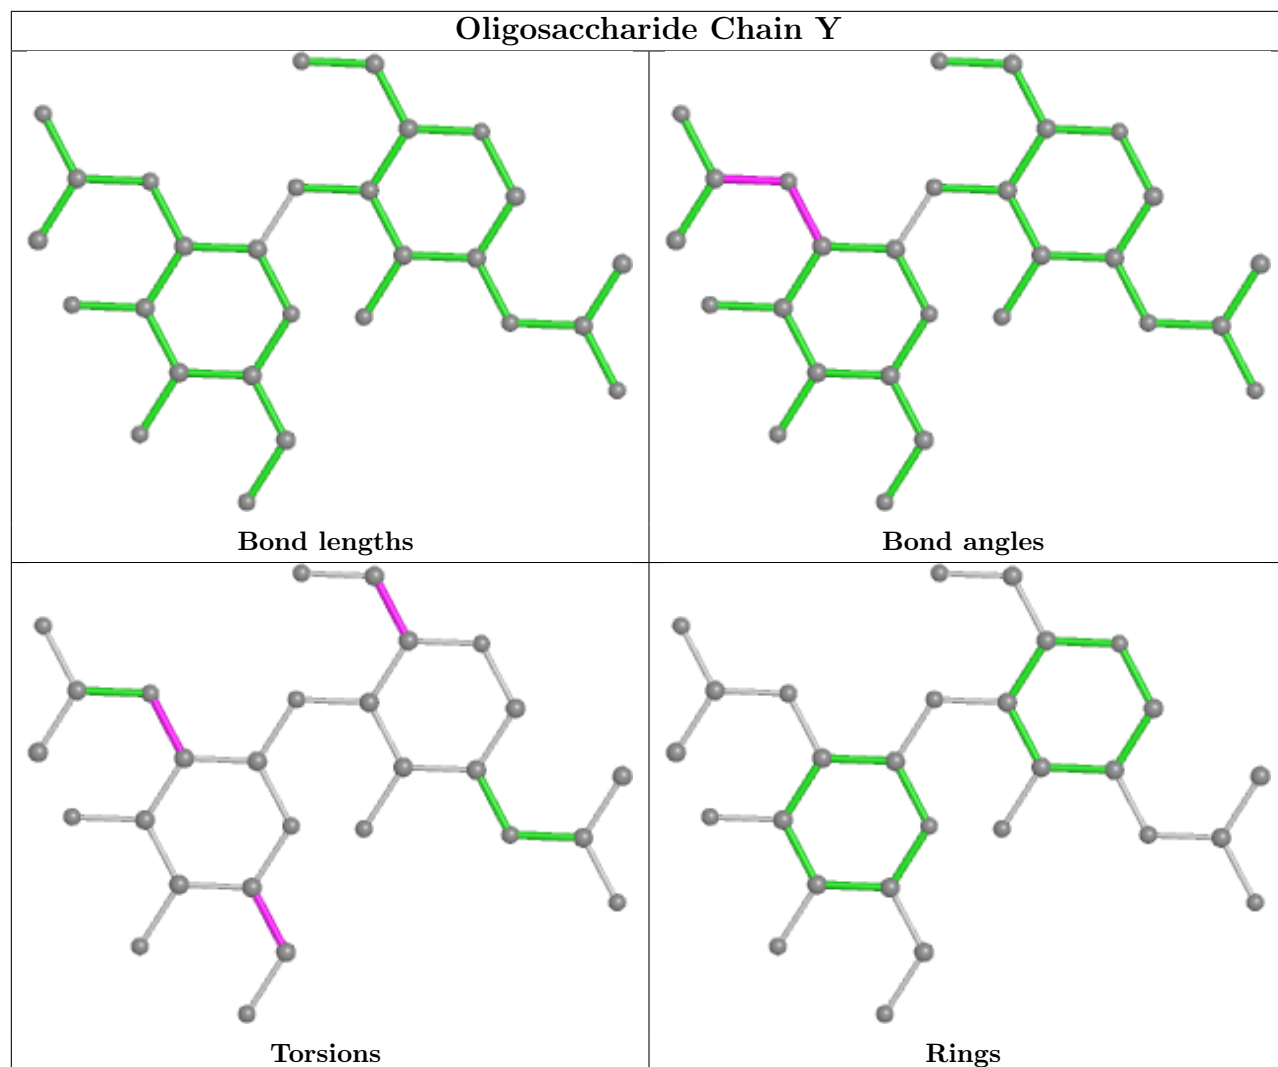 Oligosaccharide Chain Y
Bond lengths
Bond angles
Torsions
Rings